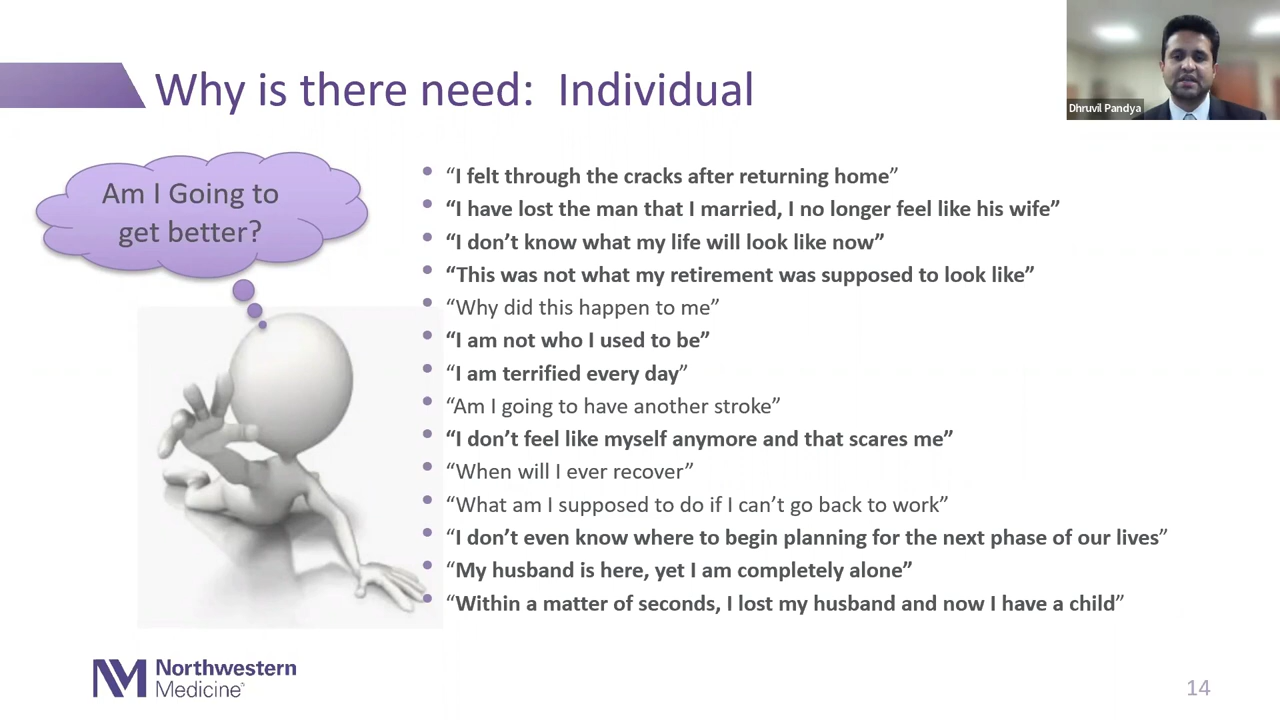 Why is there need: Individual
Dhruvil Pandya
Am I Going to
get better?
• “I felt through the cracks after returning home”
• “I have lost the man that I married, I no longer feel like his wife”
• “I don’t know what my life will look like now”
• “This was not what my retirement was supposed to look like”
• “Why did this happen to me”
• “I am not who I used to be”
• “I am terrified every day”
• “Am I going to have another stroke”
• “I don’t feel like myself anymore and that scares me”
• “When will I ever recover”
• “What am I supposed to do if I can’t go back to work”
• “I don’t even know where to begin planning for the next phase of our lives”
• “My husband is here, yet I am completely alone”
• “Within a matter of seconds, I lost my husband and now I have a child”
NM Northwestern
Medicine
14